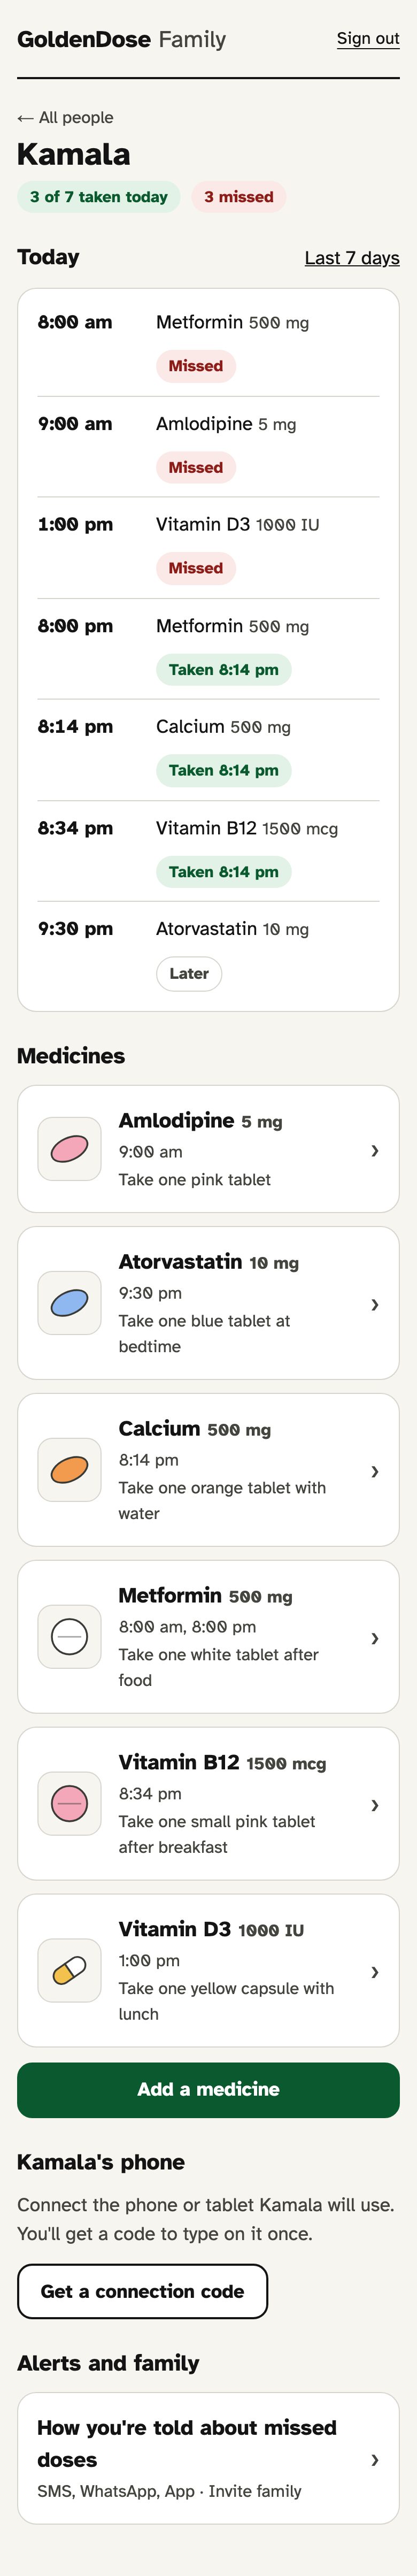 GoldenDose Family
Sign out
← All people
Kamala
3 of 7 taken today
3 missed
Today
Last 7 days
8:00 am
Metformin 500 mg
Missed
9:00 am
Amlodipine 5 mg
Missed
1:00 pm
Vitamin D3 1000 IU
Missed
8:00 pm
Metformin 500 mg
Taken 8:14 pm
8:14 pm
Calcium 500 mg
Taken 8:14 pm
8:34 pm
Vitamin B12 1500 mcg
Taken 8:14 pm
9:30 pm
Atorvastatin 10 mg
Later
Medicines
Amlodipine 5 mg
9:00 am
Take one pink tablet
›
Atorvastatin 10 mg
9:30 pm
Take one blue tablet at
bedtime
›
Calcium 500 mg
8:14 pm
Take one orange tablet with
water
›
Metformin 500 mg
8:00 am, 8:00 pm
Take one white tablet after
food
›
Vitamin B12 1500 mcg
8:34 pm
Take one small pink tablet
after breakfast
›
Vitamin D3 1000 IU
1:00 pm
Take one yellow capsule with
lunch
›
Add a medicine
Kamala's phone
Connect the phone or tablet Kamala will use.
You'll get a code to type on it once.
Get a connection code
Alerts and family
How you're told about missed
doses
SMS, WhatsApp, App · Invite family
›